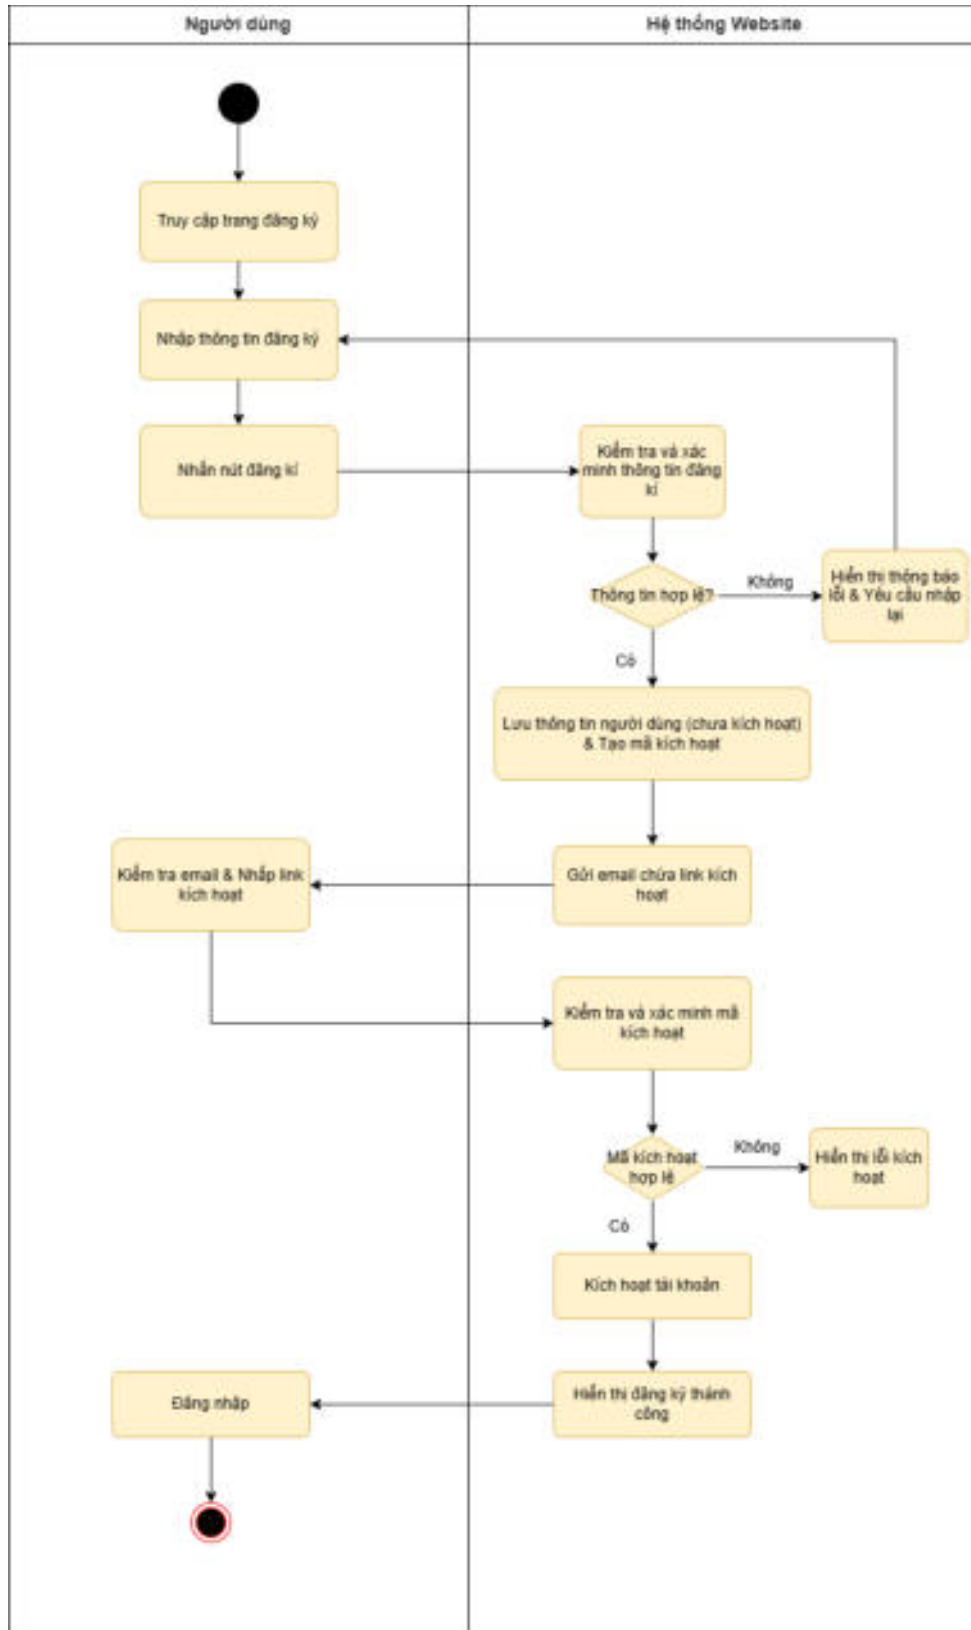 Người dùng
Hệ thống Website
Truy cập trang đăng ký
Nhập thông tin đăng ký
Nhấn nút đăng kí
Kiểm tra và xác
minh thông tin đăng
kí
Thông tin hợp lệ?
Không
Hiển thị thông báo
lỗi & Yêu cầu nhập
lại
Có
Lưu thông tin người dùng (chưa kích hoạt)
& Tạo mã kích hoạt
Kiểm tra email & Nhấp link
kích hoạt
Gửi email chứa link kích
hoạt
Kiểm tra và xác minh mã
kích hoạt
Mã kích hoạt
hợp lệ
Không
Hiển thị lỗi kích
hoạt
Có
Kích hoạt tài khoản
Đăng nhập
Hiển thị đăng ký thành
công